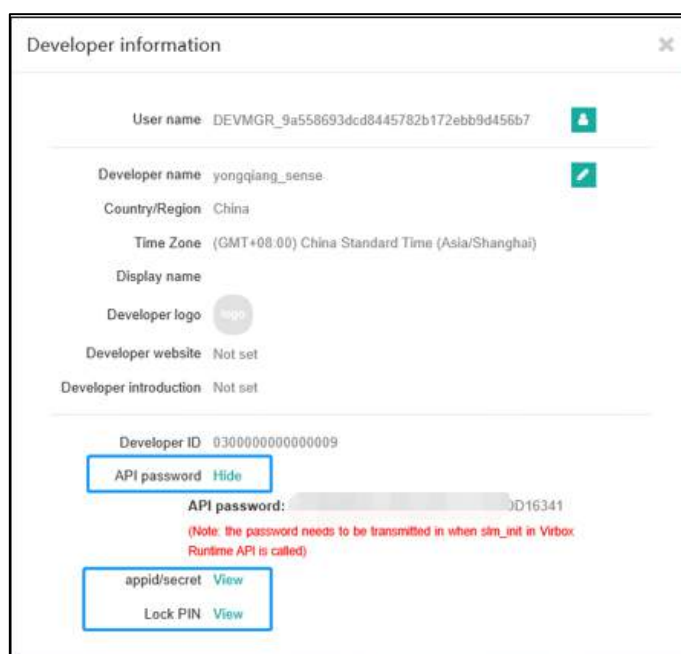 Developer information
User name DEVMGR_9a558693dcd8445782b172ebb9d456b7
Developer name yongqiang_sense
Country/Region China
Time Zone (GMT+08:00) China Standard Time (Asia/Shanghai)
Display name
Developer logo logo
Developer website Not set
Developer introduction Not set
Developer ID 0300000000000009
API password Hide
API password: 0D16341
(Note: the password needs to be transmitted in when slm_init in Virbox
Runtime API is called)
appid/secret View
Lock PIN View